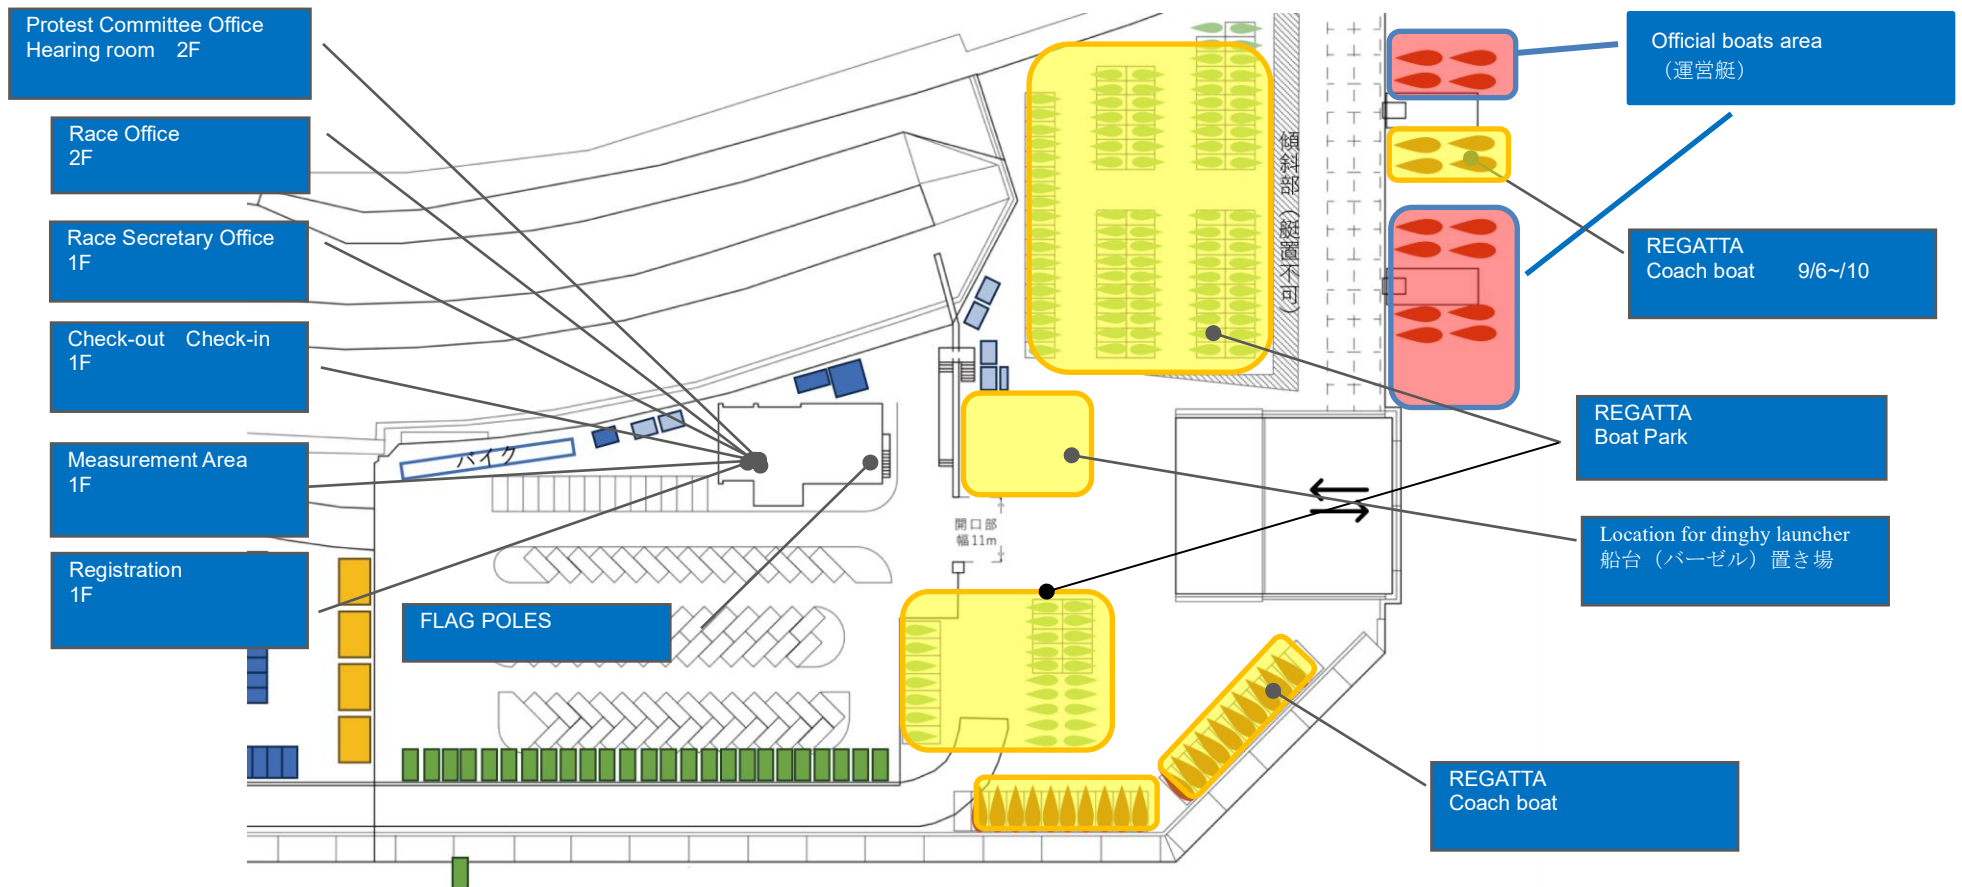 Protest Committee Office
Hearing room 2F
Race Office
2F
Race Secretary Office
1F
Check-out Check-in
1F
Measurement Area
1F
Registration
1F
FLAG POLES
バイク
開口部
幅11m
傾斜部(艇置不可)
Official boats area
（運営艇）
REGATTA
Coach boat 9/6~/10
REGATTA
Boat Park
Location for dinghy launcher
船台（バーゼル）置き場
REGATTA
Coach boat